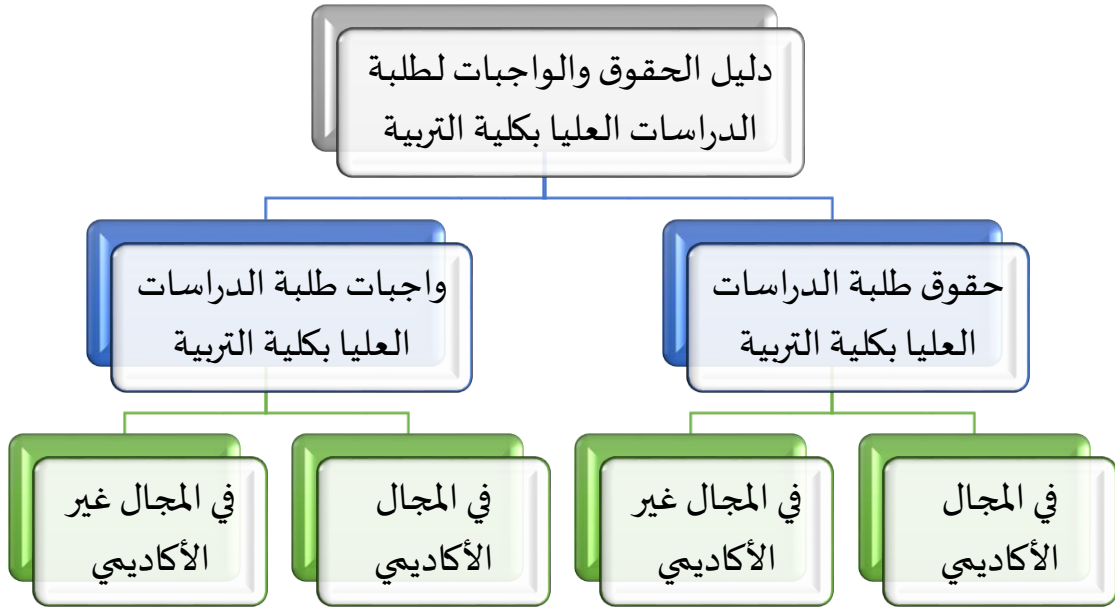 دليل الحقوق والواجبات لطلبة
الدراسات العليا بكلية التربية
حقوق طلبة الدراسات
العليا بكلية التربية
واجبات طلبة الدراسات
العليا بكلية التربية
في المجال
الأكاديمي
في المجال غير
الأكاديمي
في المجال
الأكاديمي
في المجال غير
الأكاديمي